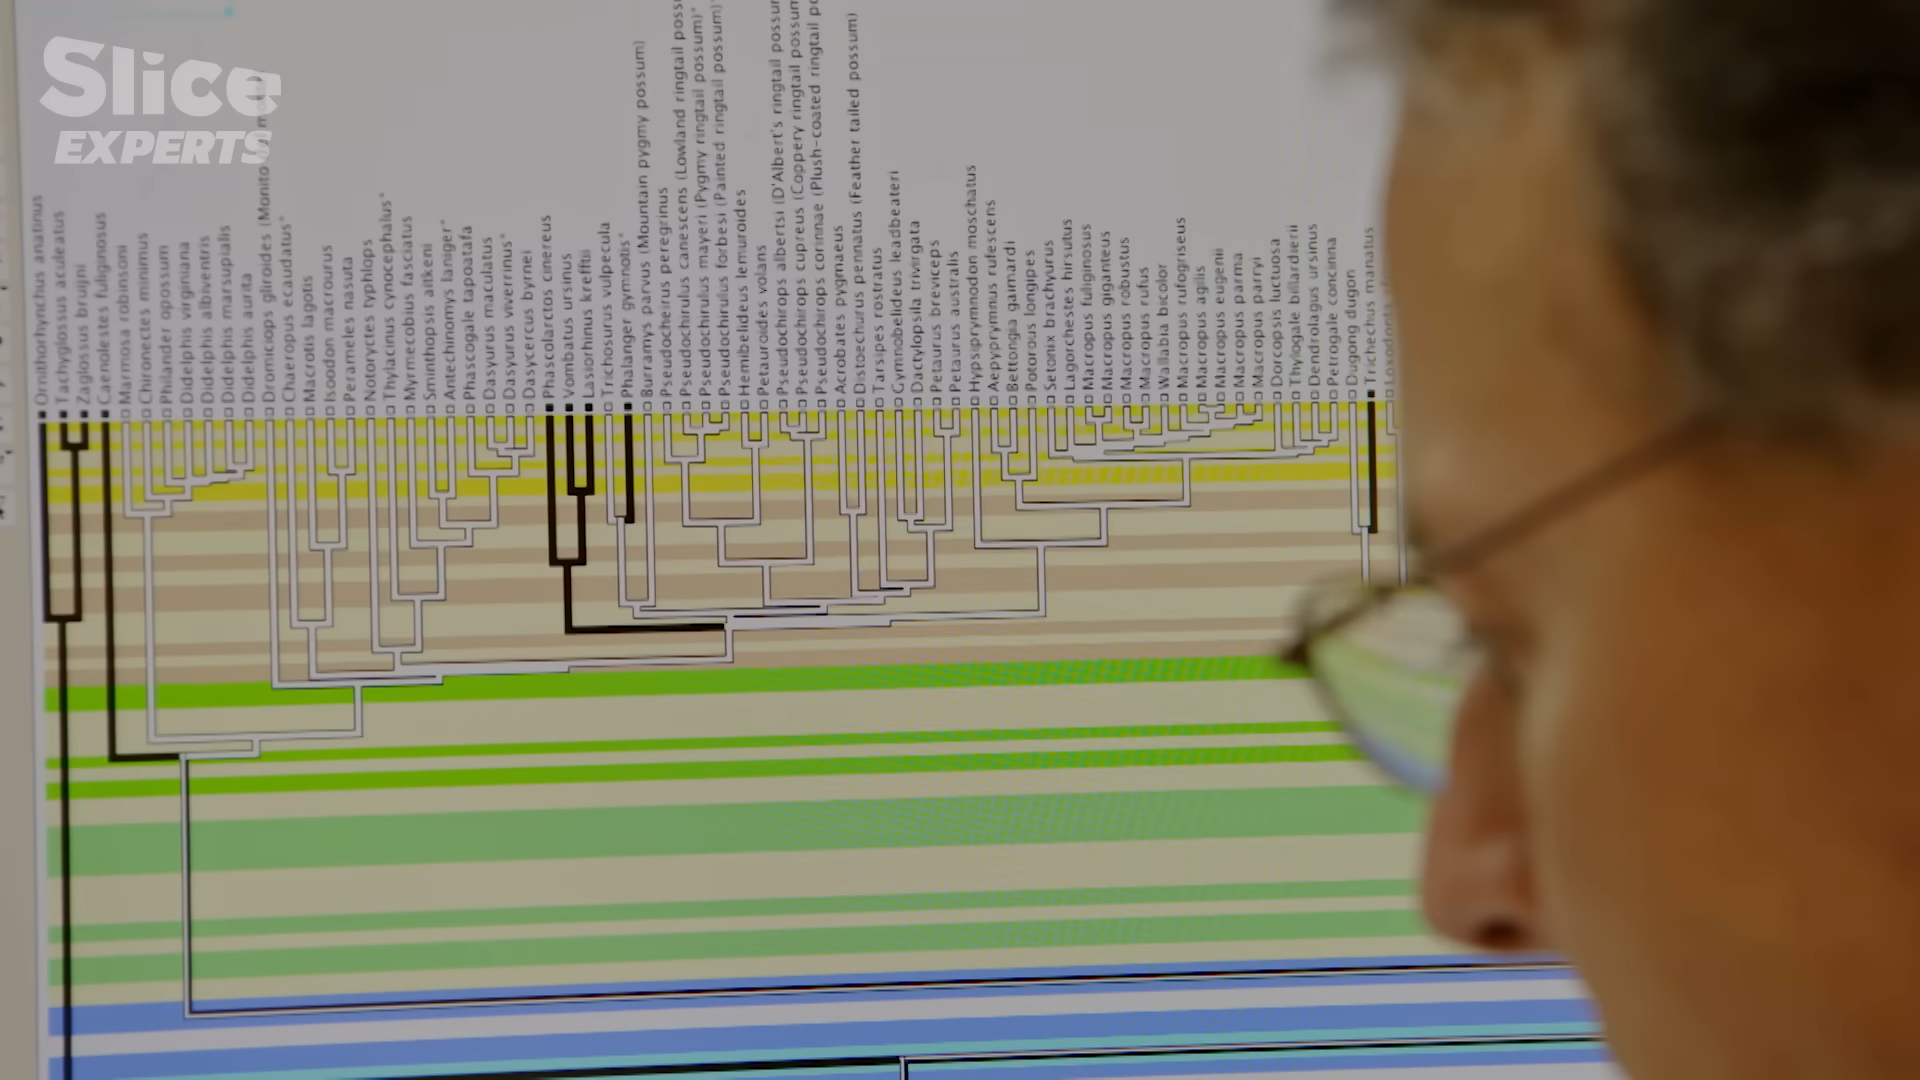 Slice
EXPERTS
Ornithorhynchus anatinus
Tachyglossus aculeatus
Zaglossus bruijni
Caenolestes fuliginosus
Marmosa robinsoni
Chironectes minimus
Philander opossum
Didelphis virginiana
Didelphis albiventris
Didelphis marsupialis
Didelphis aurita
Dromiciops gliroides (Monito
Chaeropus ecaudatus*
Macrotis lagotis
Isoodon macrourus
Perameles nasuta
Notoryctes typhlops
Thylacinus cynocephalus*
Myrmecobius fasciatus
Sminthopsis aitkeni
Antechinomys laniger*
Phascogale tapoatafa
Dasyurus maculatus
Dasyurus viverrinus*
Dasycercus byrnei
Phascolarctos cinereus
Vombatus ursinus
Lasiorhinus krefftii
Trichosurus vulpecula
Phalanger gymnotis*
Burramys parvus (Mountain pygmy possum)
Pseudocheirus peregrinus
Pseudochirulus canescens (Lowland ringtail
Pseudochirulus mayeri (Pygmy ringtail possum)*
Pseudochirulus forbesi (Painted ringtail possum)
Hemibelideus lemuroides
Petauroides volans
Pseudochirops albertsi (D'Albert's ringtail
Pseudochirops cupreus (Coppery ringtail
Pseudochirops corinnae (Plush-coated ringtail
Acrobates pygmaeus
Distoechurus pennatus (Feather tailed possum)
Tarsipes rostratus
Gymnobelideus leadbeateri
Dactylopsila trivirgata
Petaurus breviceps
Petaurus australis
Hypsiprymnodon moschatus
Aepyprymnus rufescens
Bettongia gaimardi
Potorous longipes
Setonix brachyurus
Lagorchestes hirsutus
Macropus fuliginosus
Macropus giganteus
Macropus robustus
Macropus rufus
Wallabia bicolor
Macropus rufogriseus
Macropus agilis
Macropus eugenii
Macropus parma
Macropus parryi
Dorcopsis luctuosa
Thylogale billardierii
Dendrolagus ursinus
Petrogale concinna
Dugong dugon
Trichechus manatus